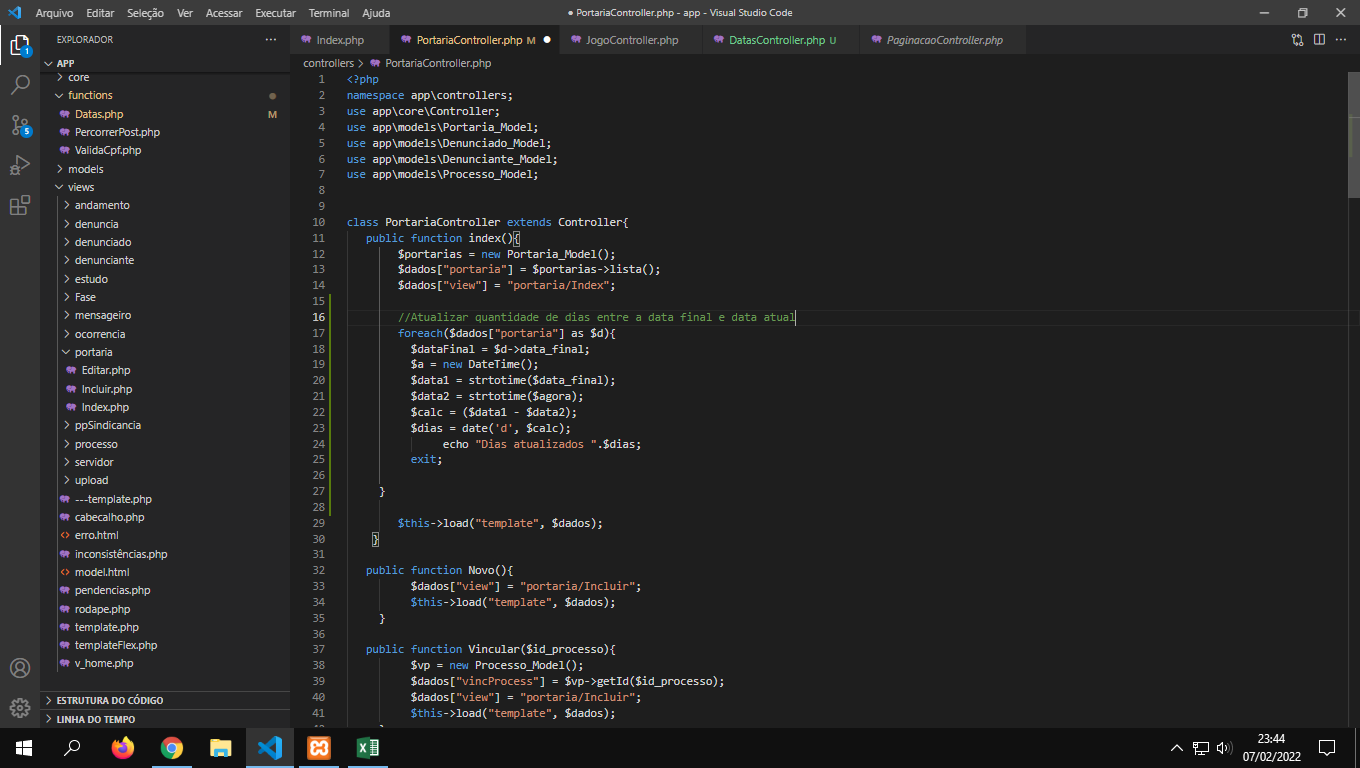 Arquivo Editar Seleção Ver Acessar Executar Terminal Ajuda
● PortariaController.php - app - Visual Studio Code
EXPLORADOR ···
APP
core
functions
Datas.php M
PercorrerPost.php
ValidaCpf.php
models
views
andamento
denuncia
denunciado
denunciante
estudo
Fase
mensageiro
ocorrencia
portaria
Editar.php
Incluir.php
Index.php
ppSindicancia
processo
servidor
upload
---template.php
cabecalho.php
erro.html
inconsistências.php
model.html
pendencias.php
rodape.php
template.php
templateFlex.php
v_home.php
ESTRUTURA DO CÓDIGO
LINHA DO TEMPO
1
5
Index.php PortariaController.php M ● JogoController.php DatasController.php U PaginacaoController.php
controllers > PortariaController.php
1 <?php
2 namespace app\controllers;
3 use app\core\Controller;
4 use app\models\Portaria_Model;
5 use app\models\Denunciado_Model;
6 use app\models\Denunciante_Model;
7 use app\models\Processo_Model;
8
9
10 class PortariaController extends Controller{
11 public function index(){
12 $portarias = new Portaria_Model();
13 $dados["portaria"] = $portarias->lista();
14 $dados["view"] = "portaria/Index";
15
16 //Atualizar quantidade de dias entre a data final e data atual
17 foreach($dados["portaria"] as $d){
18 $dataFinal = $d->data_final;
19 $a = new DateTime();
20 $data1 = strtotime($data_final);
21 $data2 = strtotime($agora);
22 $calc = ($data1 - $data2);
23 $dias = date('d', $calc);
24 echo "Dias atualizados ".$dias;
25 exit;
26
27 }
28
29 $this->load("template", $dados);
30 }
31
32 public function Novo(){
33 $dados["view"] = "portaria/Incluir";
34 $this->load("template", $dados);
35 }
36
37 public function Vincular($id_processo){
38 $vp = new Processo_Model();
39 $dados["vincProcess"] = $vp->getId($id_processo);
40 $dados["view"] = "portaria/Incluir";
41 $this->load("template", $dados);
23:44
07/02/2022